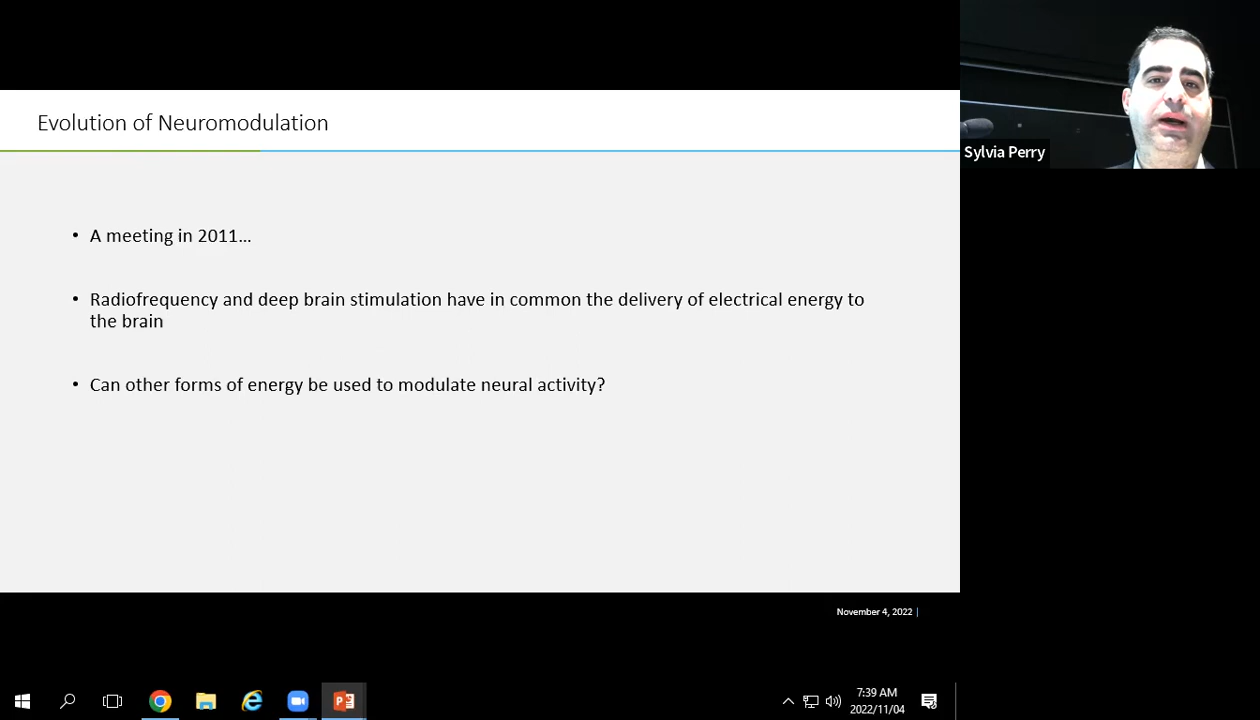 Evolution of Neuromodulation
Sylvia Perry
• A meeting in 2011...
• Radiofrequency and deep brain stimulation have in common the delivery of electrical energy to
the brain
• Can other forms of energy be used to modulate neural activity?
November 4, 2022 |
7:39 AM
2022/11/04